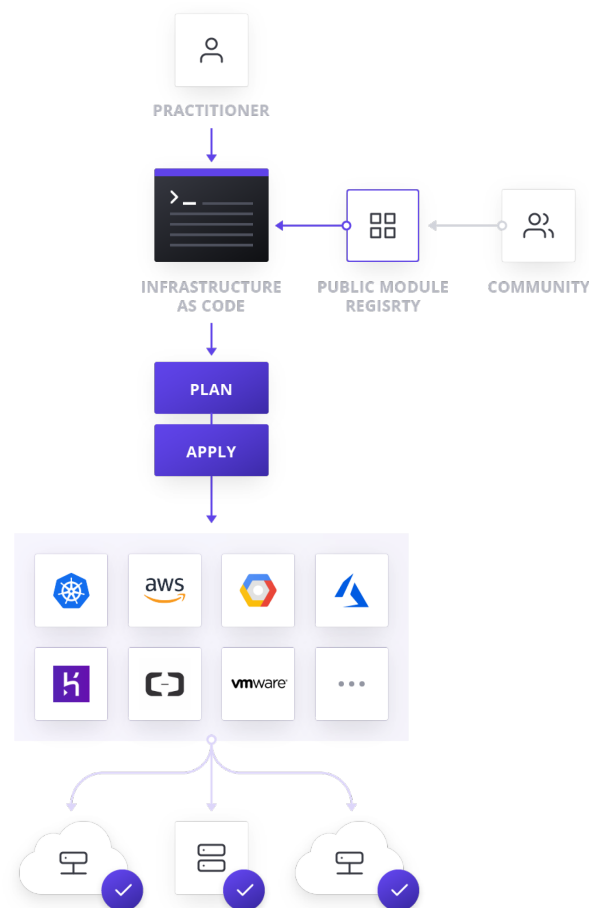 PRACTITIONER
INFRASTRUCTURE
AS CODE
PUBLIC MODULE
REGISRTY
COMMUNITY
PLAN
APPLY
aws
vmware